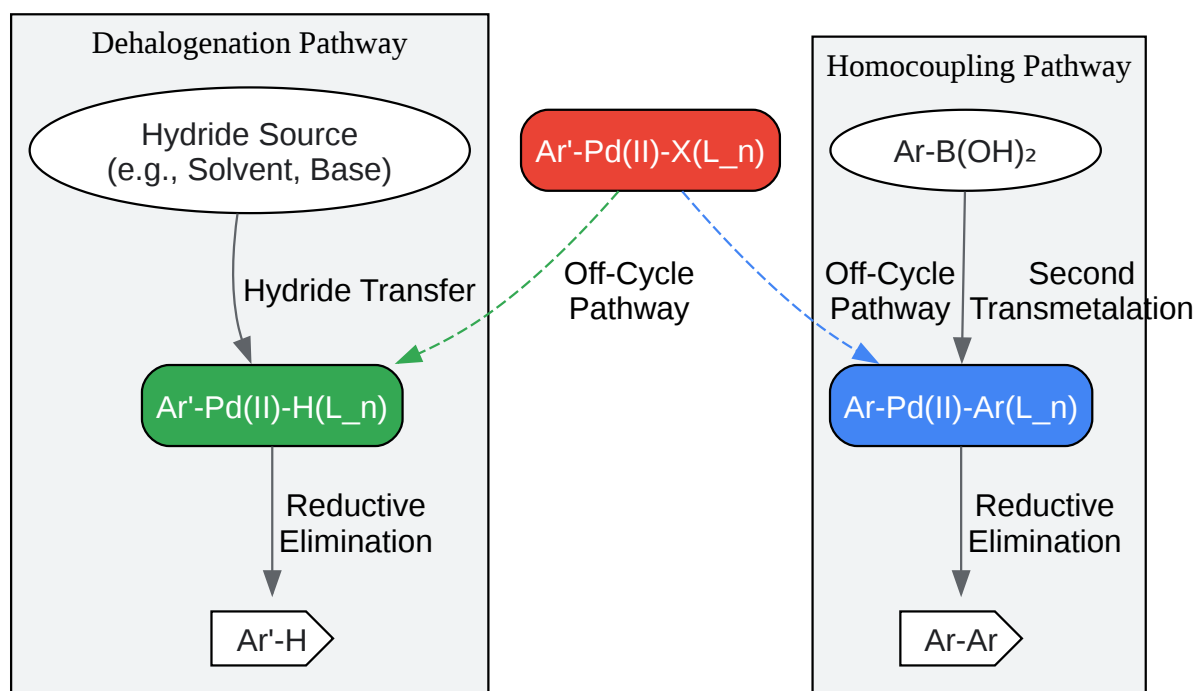 Dehalogenation Pathway
Hydride Source
(e.g., Solvent, Base)
Hydride Transfer
Ar'-Pd(II)-H(L_n)
Reductive
Elimination
Ar'-H
Ar'-Pd(II)-X(L_n)
Off-Cycle
Pathway
Homocoupling Pathway
Ar-B(OH)₂
Off-Cycle
Pathway
Second
Transmetalation
Ar-Pd(II)-Ar(L_n)
Reductive
Elimination
Ar-Ar